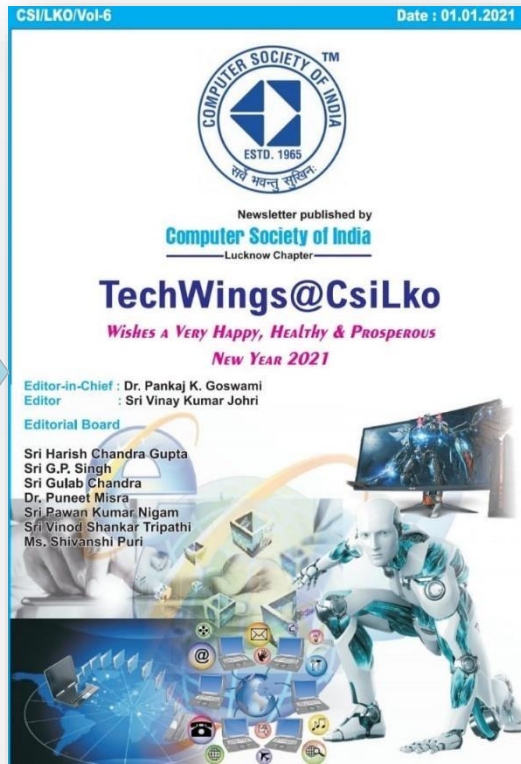 CSI/LKO/Vol-6 Date : 01.01.2021
COMPUTER SOCIETY OF INDIA TM
ESTD. 1965
सर्वे भवन्तु सुखिनः
Newsletter published by
Computer Society of India
Lucknow Chapter
TechWings@CsiLko
WISHES A VERY HAPPY, HEALTHY & PROSPEROUS
NEW YEAR 2021
Editor-in-Chief : Dr. Pankaj K. Goswami
Editor : Sri Vinay Kumar Johri
Editorial Board
Sri Harish Chandra Gupta
Sri G.P. Singh
Sri Gulab Chandra
Dr. Puneet Misra
Sri Pawan Kumar Nigam
Sri Vinod Shankar Tripathi
Ms. Shivanshi Puri